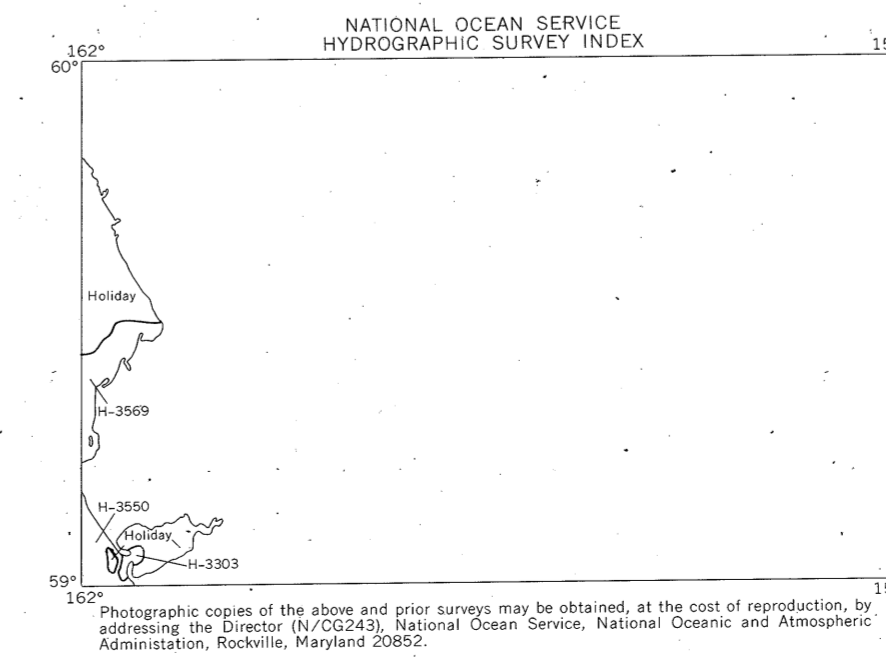 NATIONAL OCEAN SERVICE
HYDROGRAPHIC SURVEY INDEX
162°
60°
Holiday
H-3569
H-3550
Holiday
H-3303
59°
162°
Photographic copies of the above and prior surveys may be obtained, at the cost of reproduction, by
addressing the Director (N/CG243), National Ocean Service, National Oceanic and Atmospheric
Administation, Rockville, Maryland 20852.